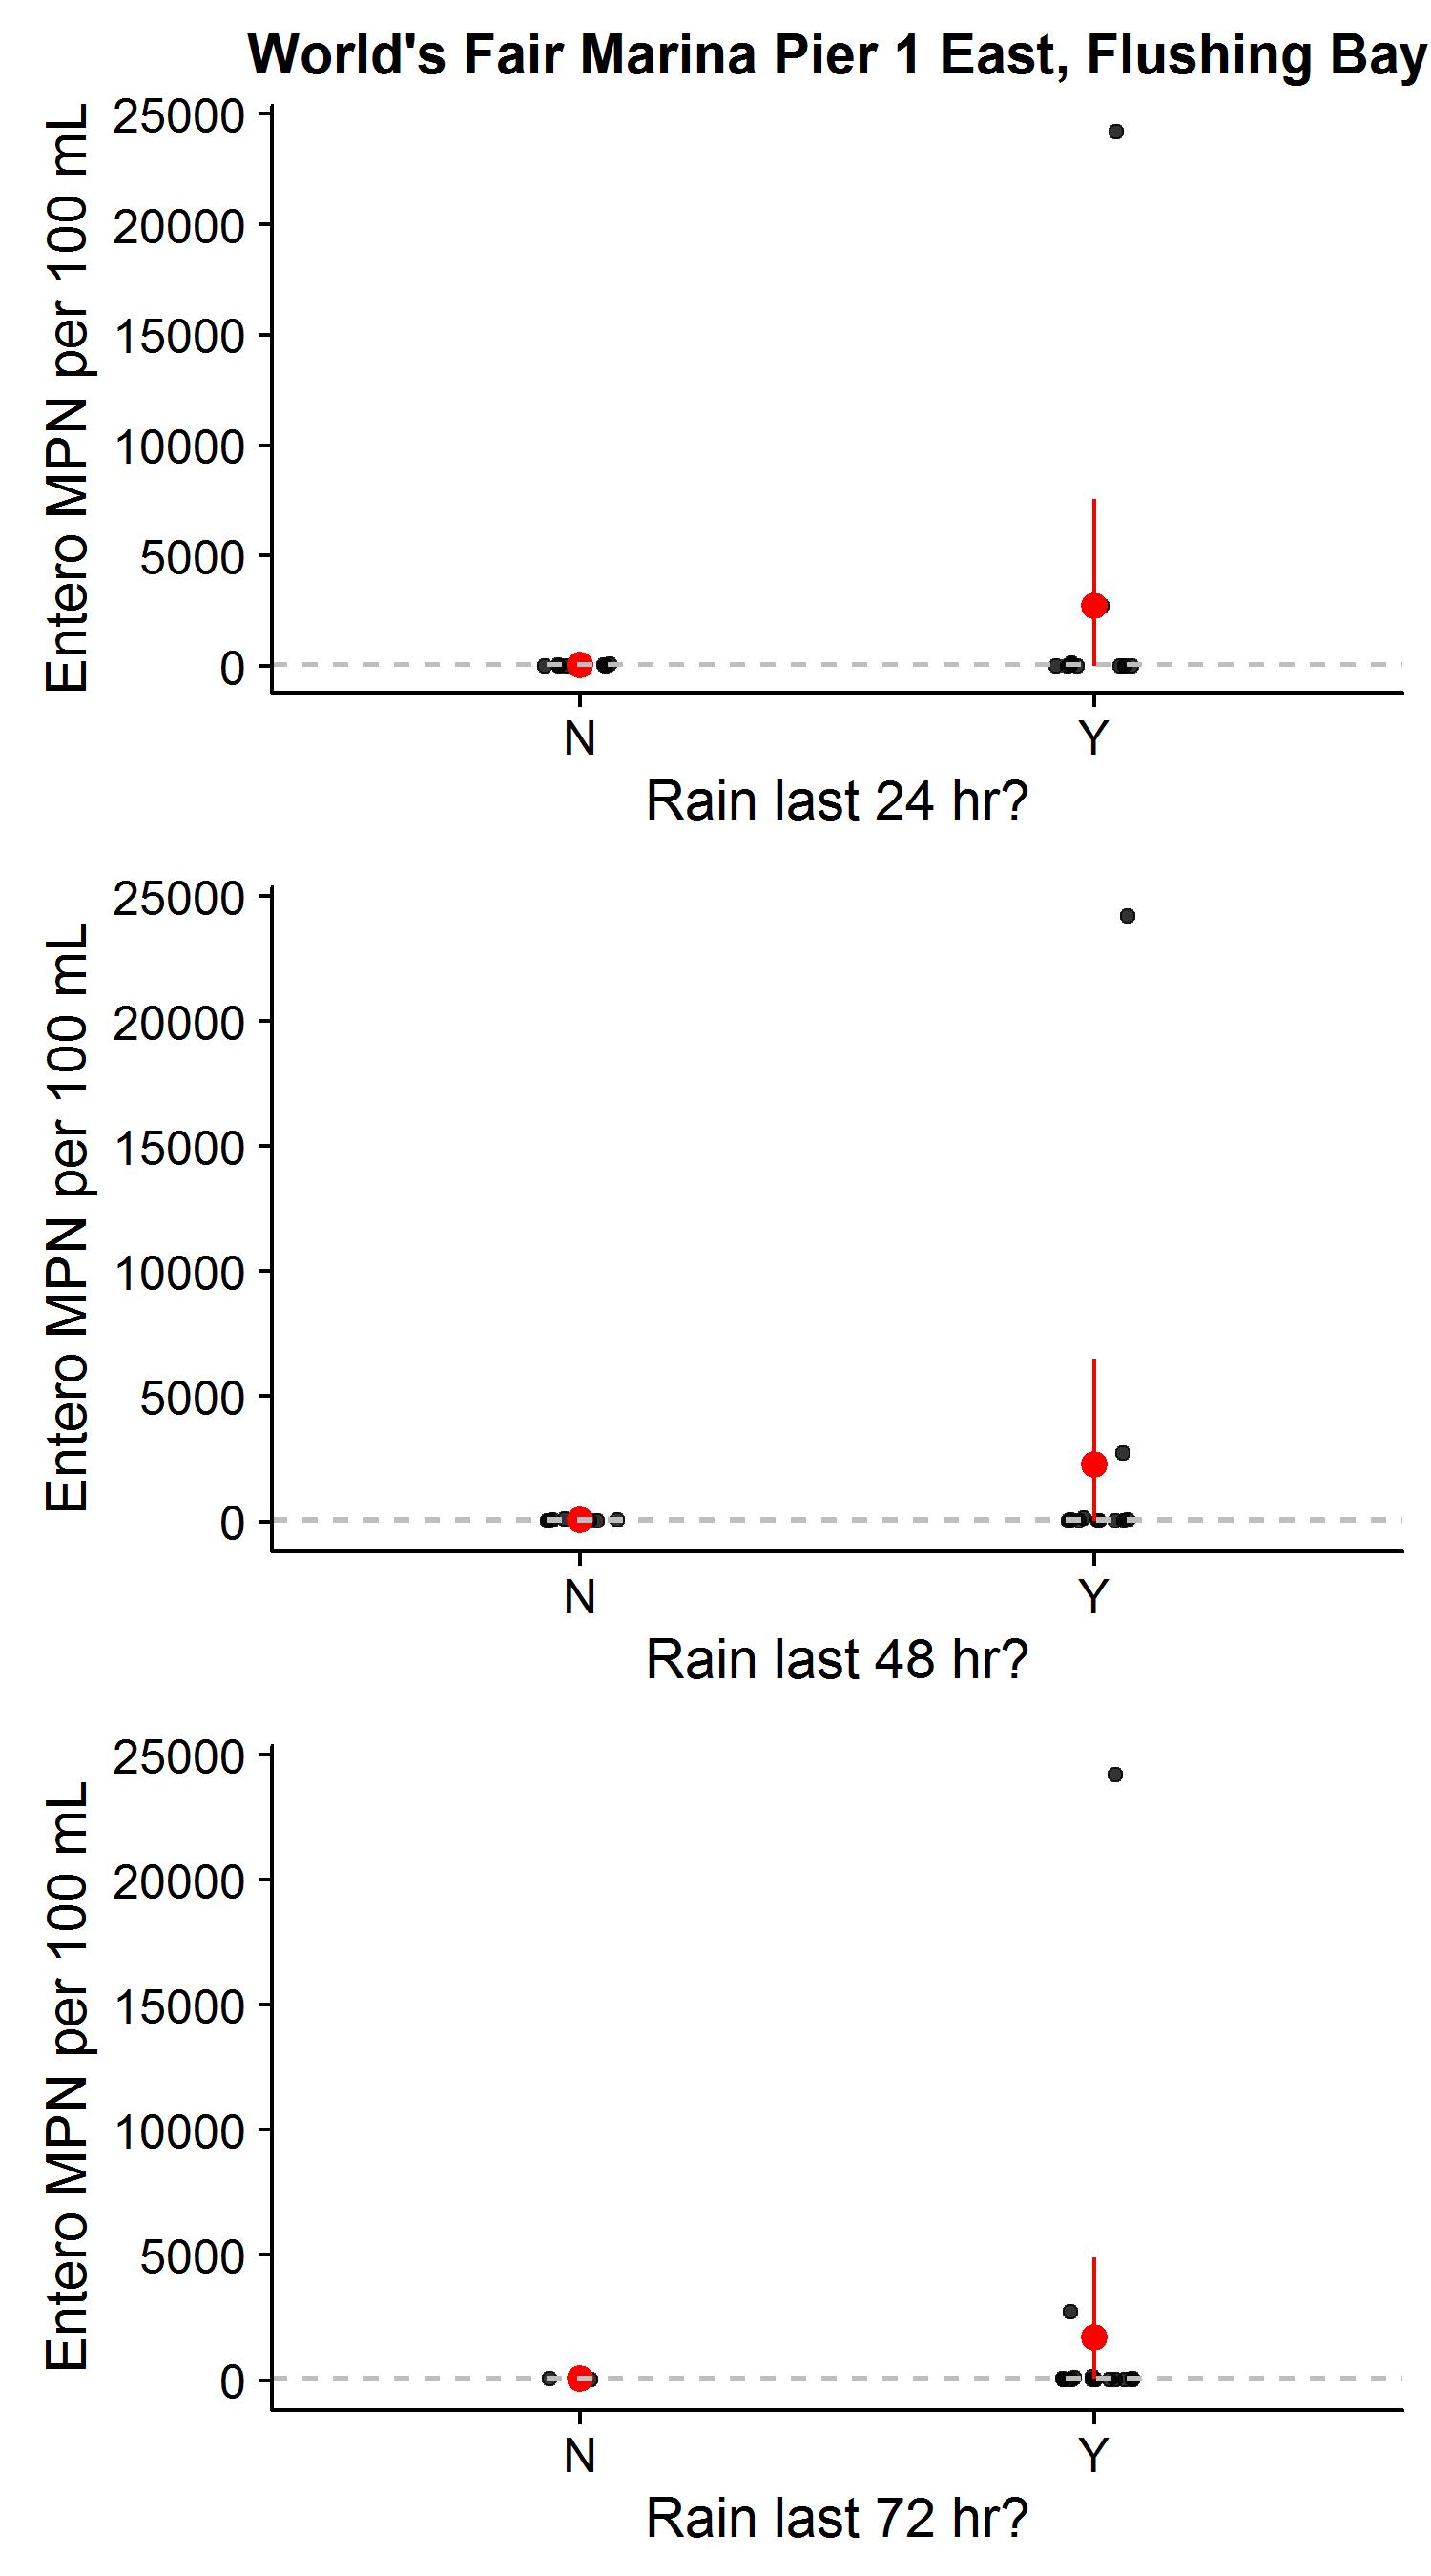 World's Fair Marina Pier 1 East, Flushing Bay
Entero MPN per 100 mL
25000
20000
15000
10000
5000
0
N Y
Rain last 24 hr?
Entero MPN per 100 mL
25000
20000
15000
10000
5000
0
N Y
Rain last 48 hr?
Entero MPN per 100 mL
25000
20000
15000
10000
5000
0
N Y
Rain last 72 hr?